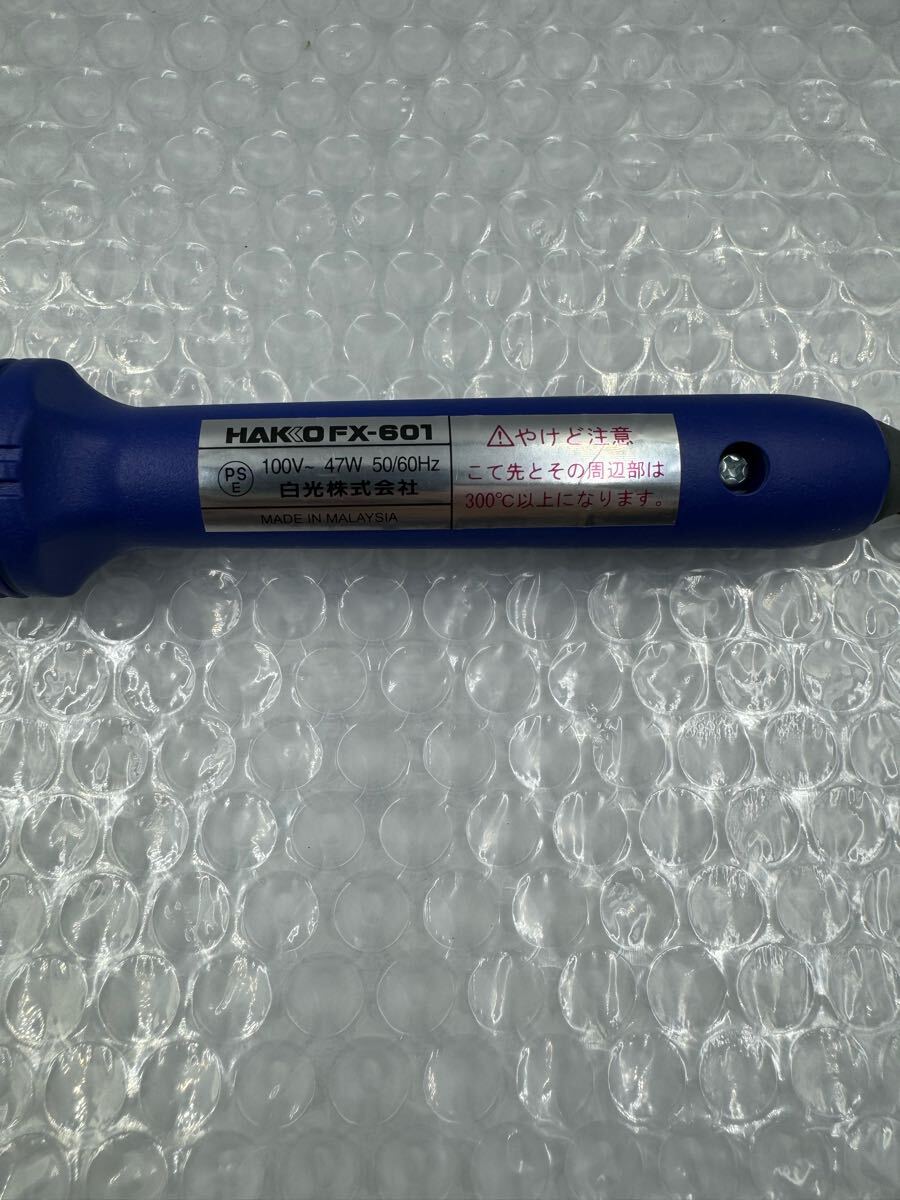 HAKKO FX-601
PS
E
100V~ 47W 50/60Hz
白光株式会社
MADE IN MALAYSIA
⚠やけど注意
こて先とその周辺部は
300℃以上になります。